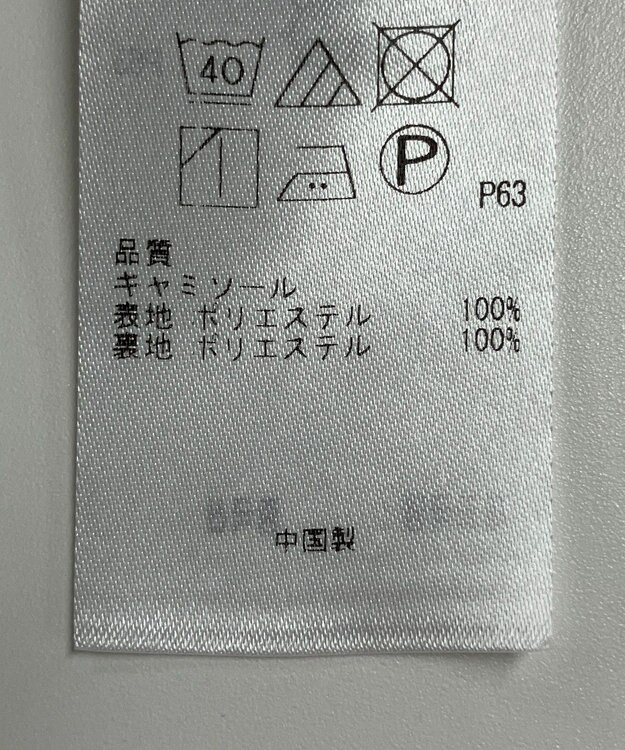 40
P
P63
品質
キャミソール
表地 ポリエステル 100%
裏地 ポリエステル 100%
中国製